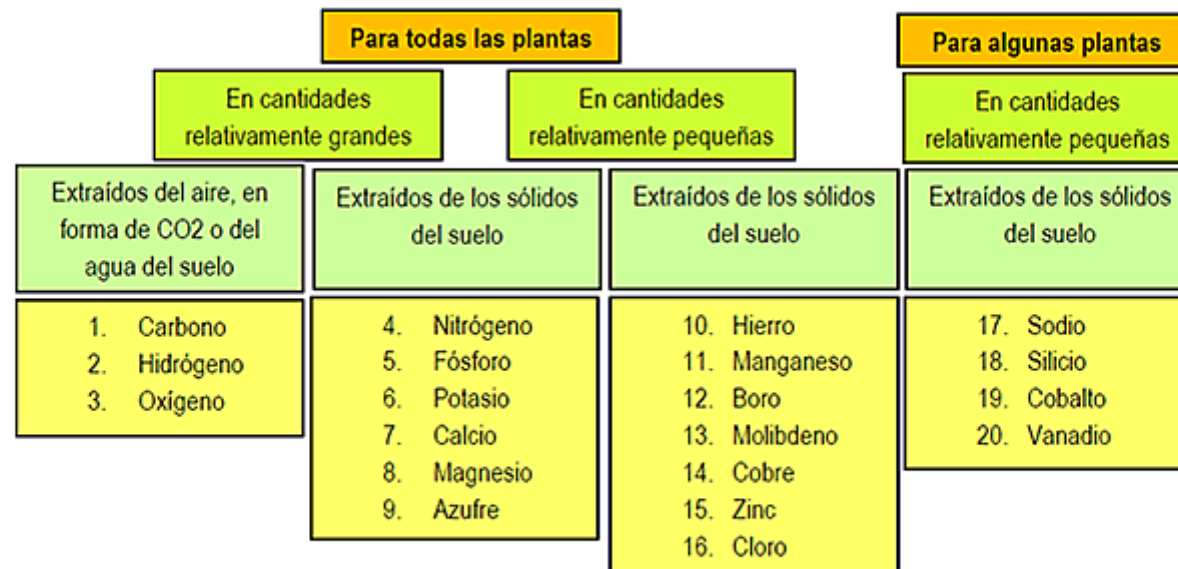 Para todas las plantas
Para algunas plantas
En cantidades
relativamente grandes
En cantidades
relativamente pequeñas
En cantidades
relativamente pequeñas
Extraídos del aire, en
forma de CO2 o del
agua del suelo
Extraídos de los sólidos
del suelo
Extraídos de los sólidos
del suelo
Extraídos de los sólidos
del suelo
1. Carbono
2. Hidrógeno
3. Oxígeno
4. Nitrógeno
5. Fósforo
6. Potasio
7. Calcio
8. Magnesio
9. Azufre
10. Hierro
11. Manganeso
12. Boro
13. Molibdeno
14. Cobre
15. Zinc
16. Cloro
17. Sodio
18. Silicio
19. Cobalto
20. Vanadio